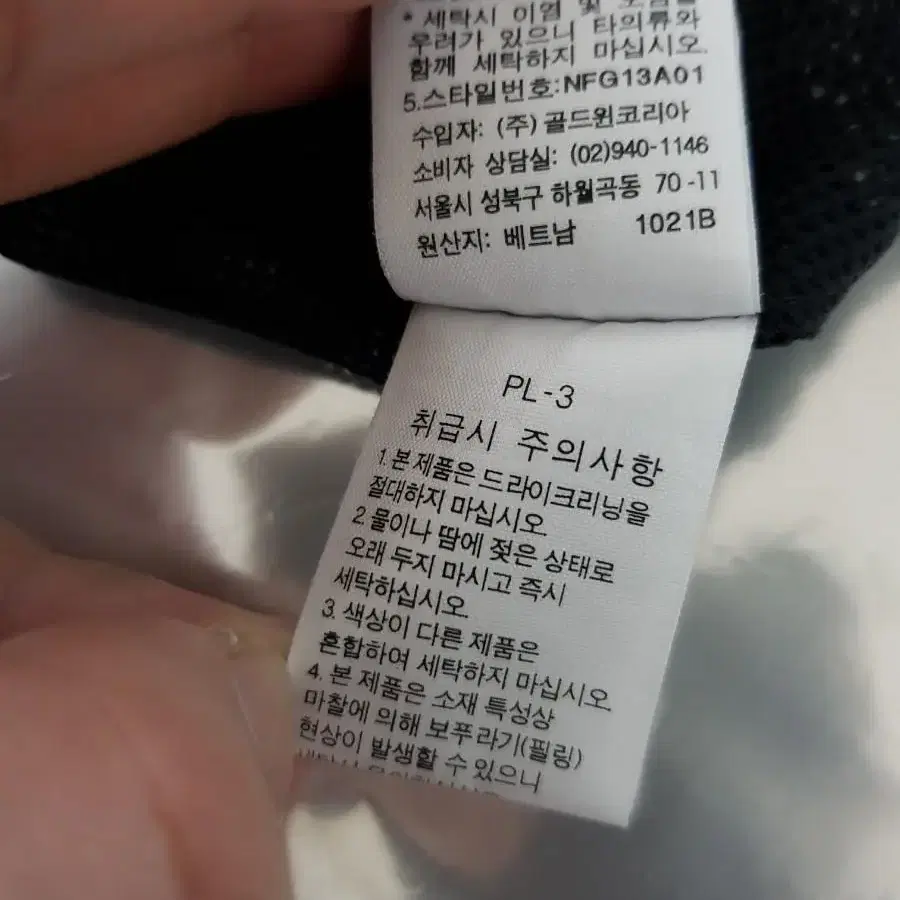 * 세탁시 이염 및
우려가 있으니 타의류와
함께 세탁하지 마십시오.
5.스타일번호:NFG13A01
수입자: (주) 골드윈코리아
소비자 상담실: (02)940-1146
서울시 성북구 하월곡동 70-11
원산지: 베트남 1021B
PL-3
취급시 주의사항
1. 본 제품은 드라이크리닝을
절대하지 마십시오
2. 물이나 땀에 젖은 상태로
오래 두지 마시고 즉시
세탁하십시오.
3. 색상이 다른 제품은
혼합하여 세탁하지 마십시오.
4. 본 제품은 소재 특성상
마찰에 의해 보푸라기(필링)
현상이 발생할 수 있으니